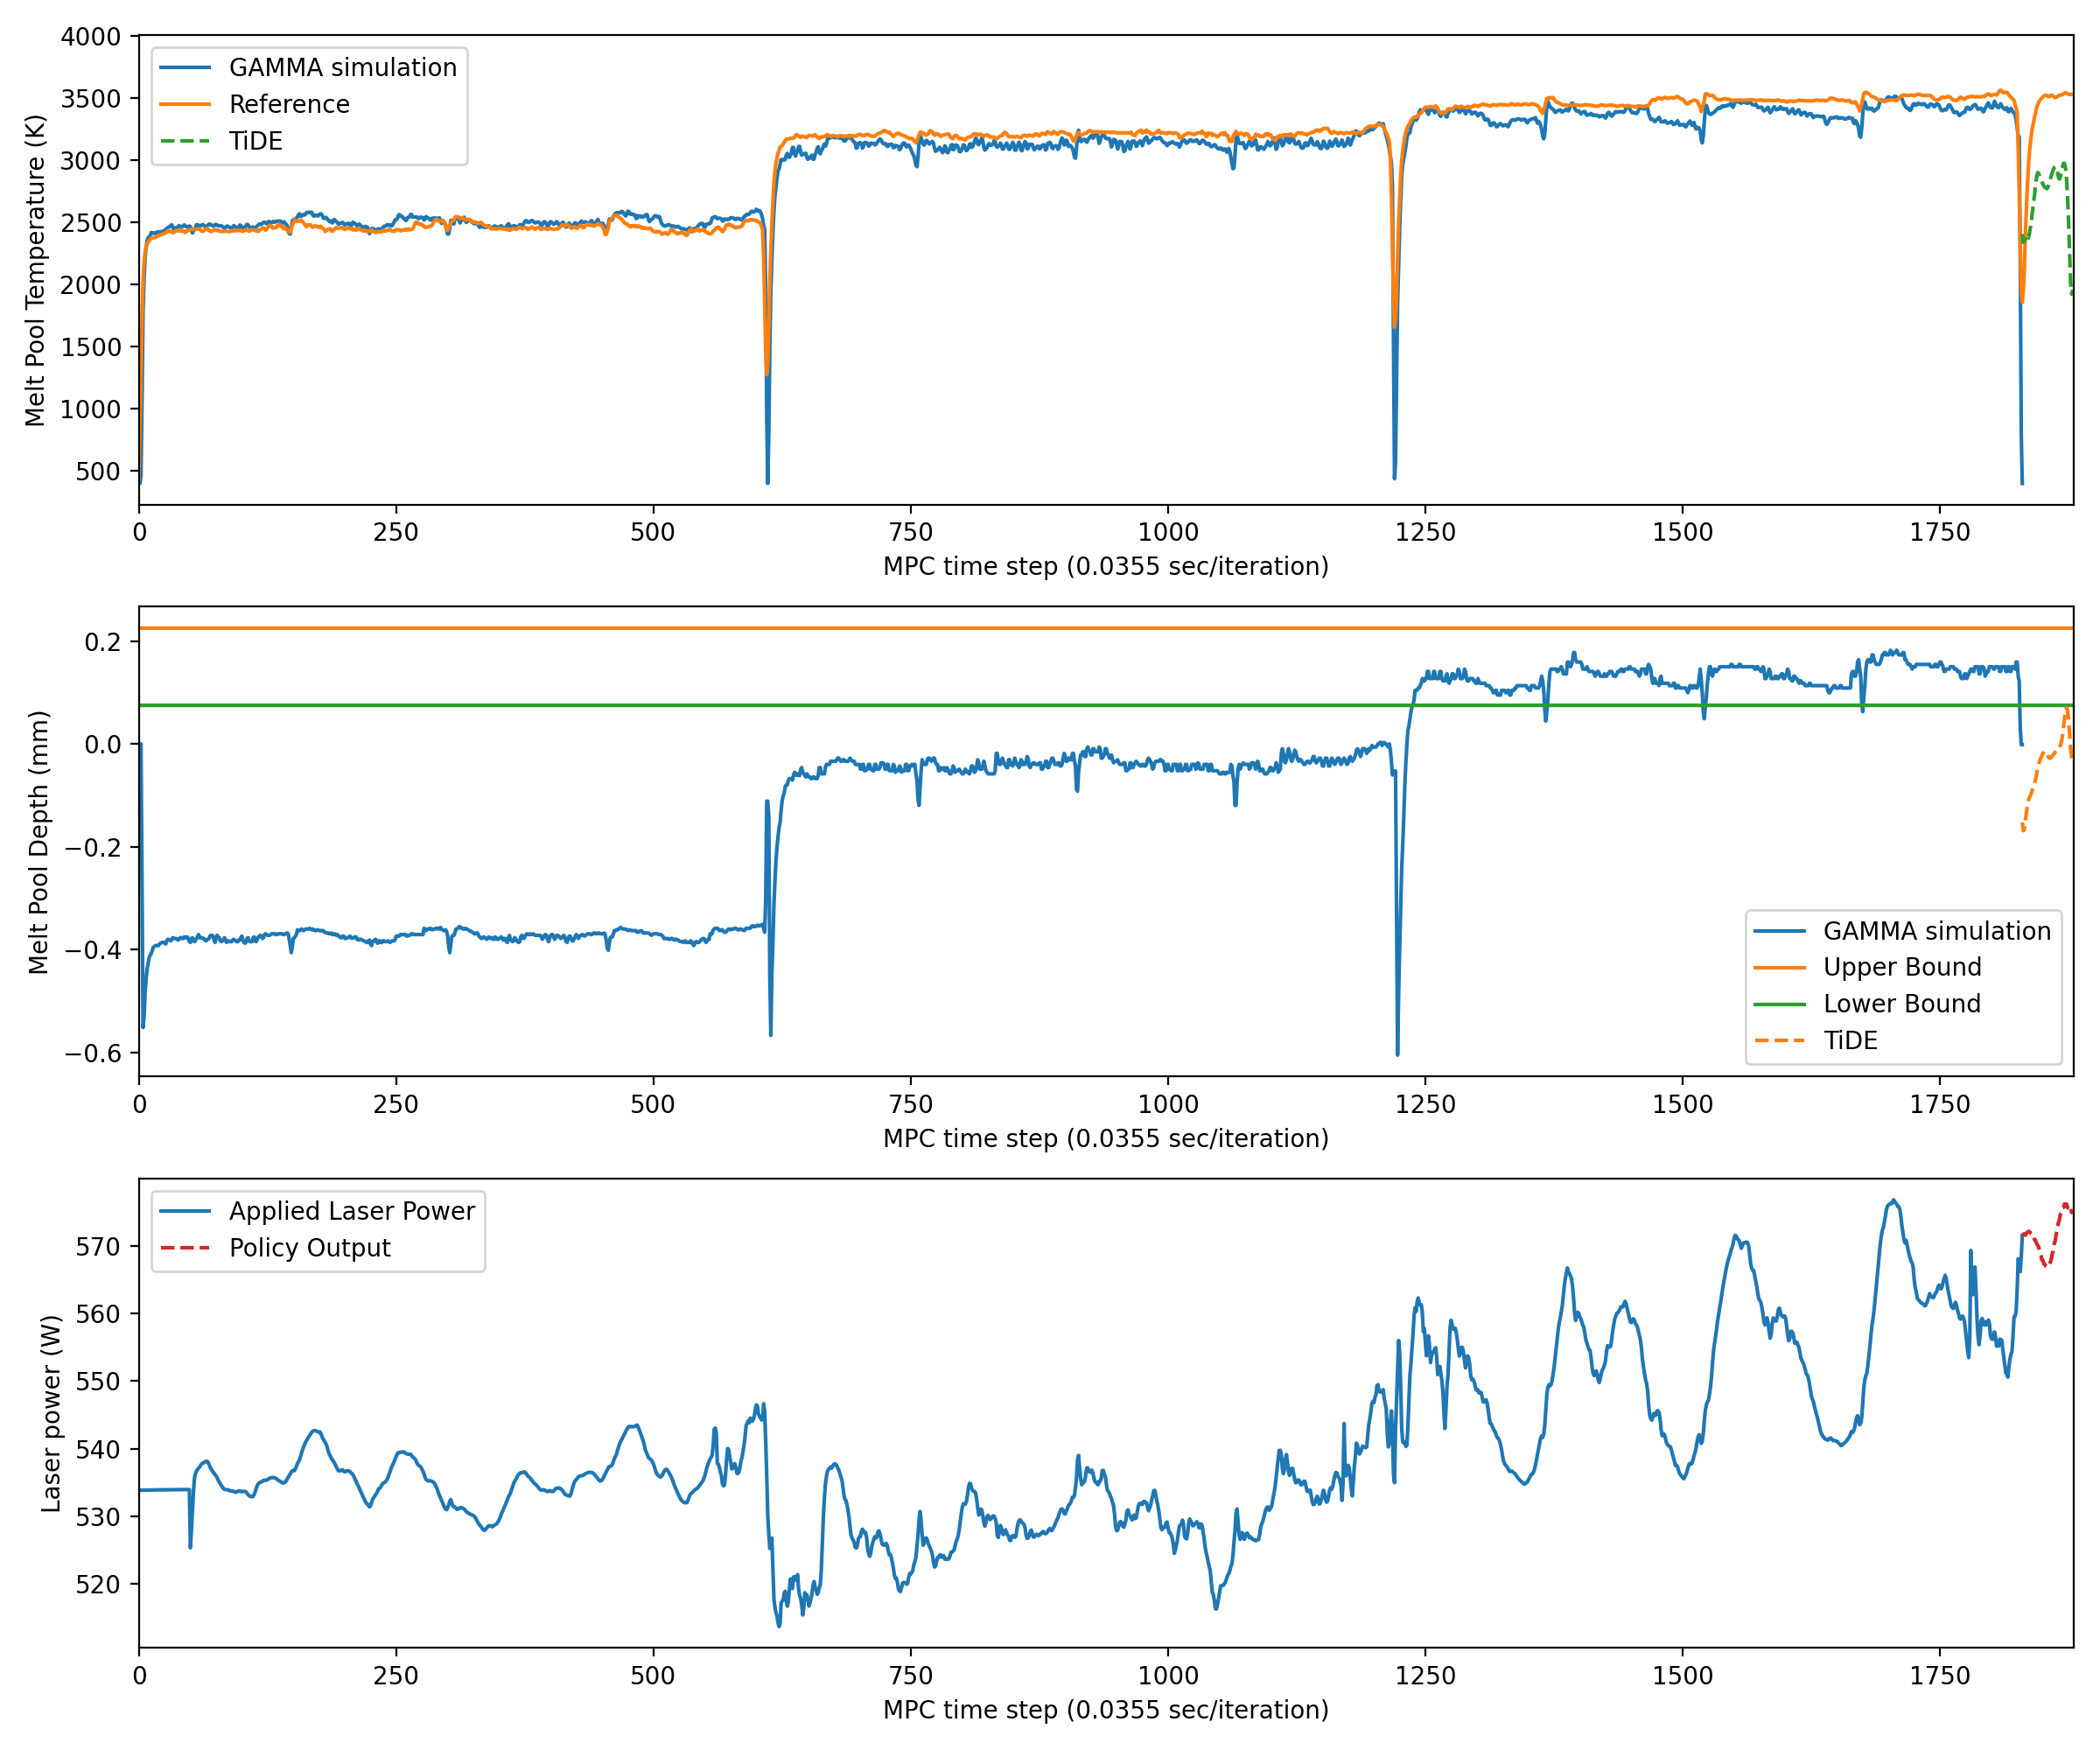 4000
3500
3000
2500
2000
1500
1000
500
Melt Pool Temperature (K)
GAMMA simulation
Reference
TiDE
0 250 500 750 1000 1250 1500 1750
MPC time step (0.0355 sec/iteration)
0.2
0.0
−0.2
−0.4
−0.6
Melt Pool Depth (mm)
GAMMA simulation
Upper Bound
Lower Bound
TiDE
0 250 500 750 1000 1250 1500 1750
MPC time step (0.0355 sec/iteration)
570
560
550
540
530
520
Laser power (W)
Applied Laser Power
Policy Output
0 250 500 750 1000 1250 1500 1750
MPC time step (0.0355 sec/iteration)